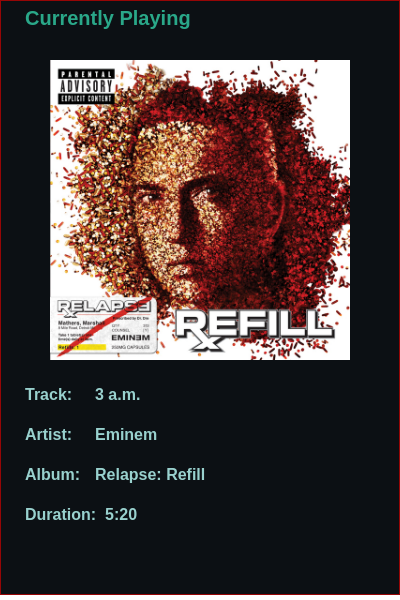 Currently Playing
PARENTAL
ADVISORY
EXPLICIT CONTENT
RELAPSE
Mathers, Marshall
EMINEM
REFILL
Track: 3 a.m.
Artist: Eminem
Album: Relapse: Refill
Duration: 5:20